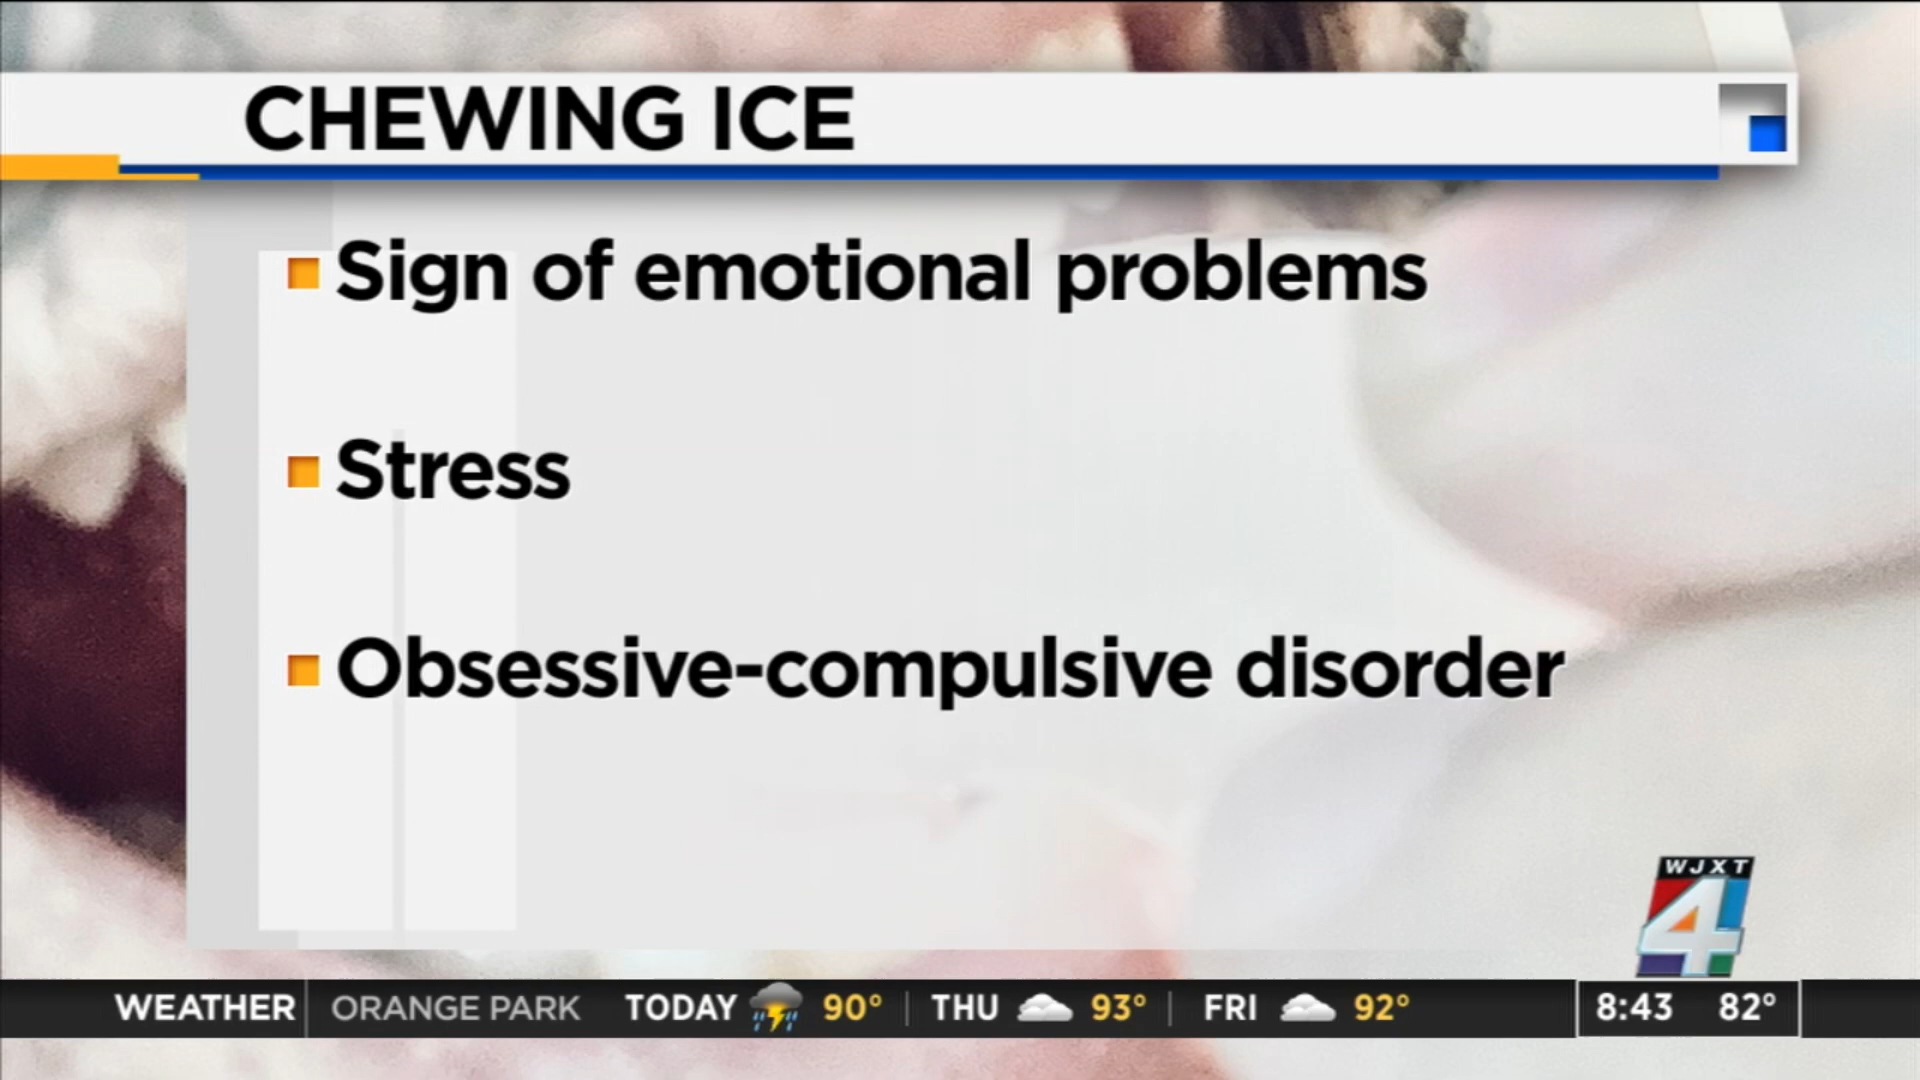 CHEWING ICE
Sign of emotional problems
Stress
Obsessive-compulsive disorder
WJXT
4
WEATHER ORANGE PARK TODAY 90° THU 93° FRI 92° 8:43 82°